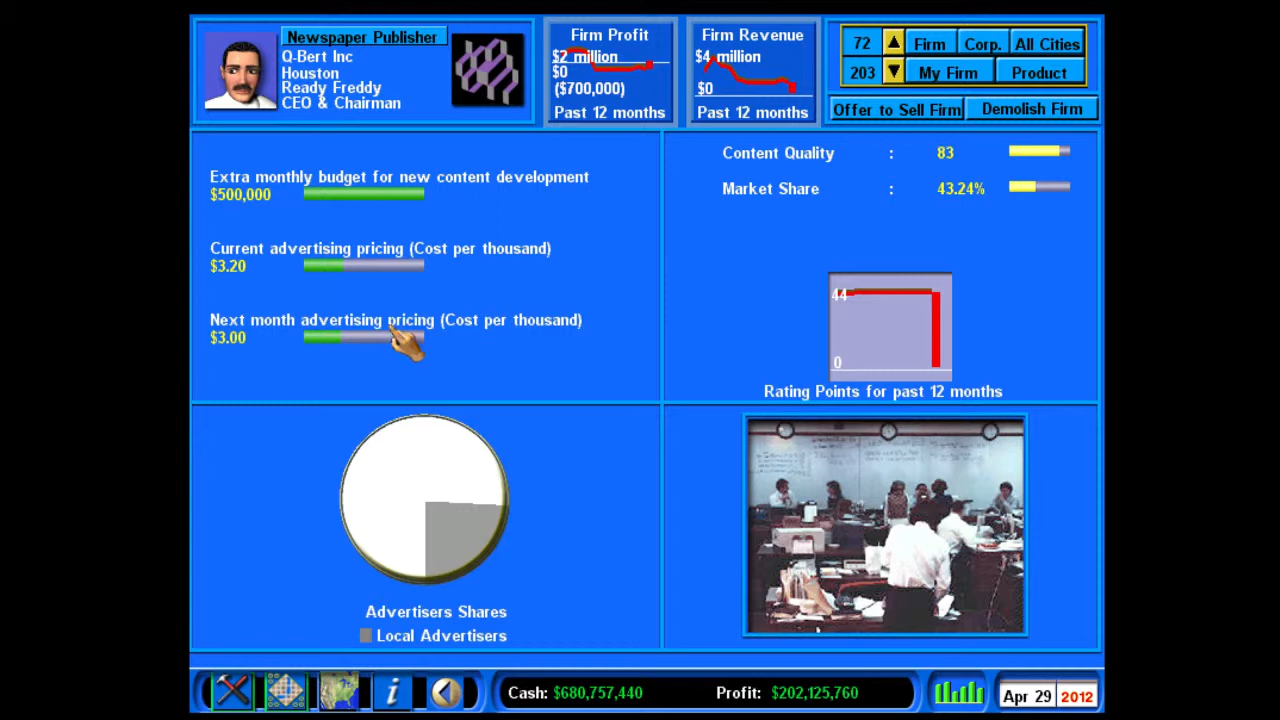 Newspaper Publisher
Q-Bert Inc
Houston
Ready Freddy
CEO & Chairman
Firm Profit
$2 million
$0
($700,000)
Past 12 months
Firm Revenue
$4 million
$0
Past 12 months
72 Firm Corp. All Cities
203 My Firm Product
Offer to Sell Firm Demolish Firm
Extra monthly budget for new content development
$500,000
Current advertising pricing (Cost per thousand)
$3.20
Next month advertising pricing (Cost per thousand)
$3.00
Content Quality : 83
Market Share : 43.24%
44
0
Rating Points for past 12 months
Advertisers Shares
Local Advertisers
Cash: $680,757,440 Profit: $202,125,760
Apr 29 2012